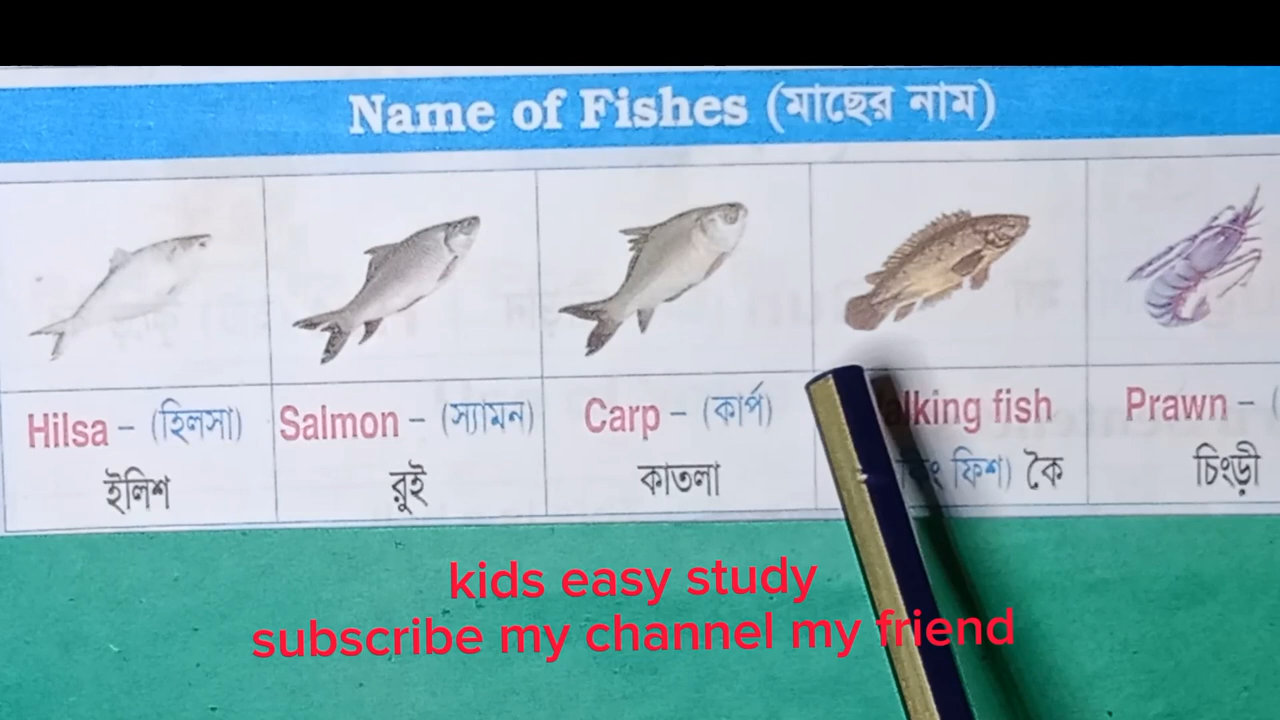 Name of Fishes (মাছের নাম)
Hilsa – (হিলসা)
ইলিশ
Salmon – (স্যামন)
রুই
Carp – (কার্প)
কাতলা
fish
ফিশ) কৈ
Prawn – (
চিংড়ী
kids easy study
subscribe my channel my friend